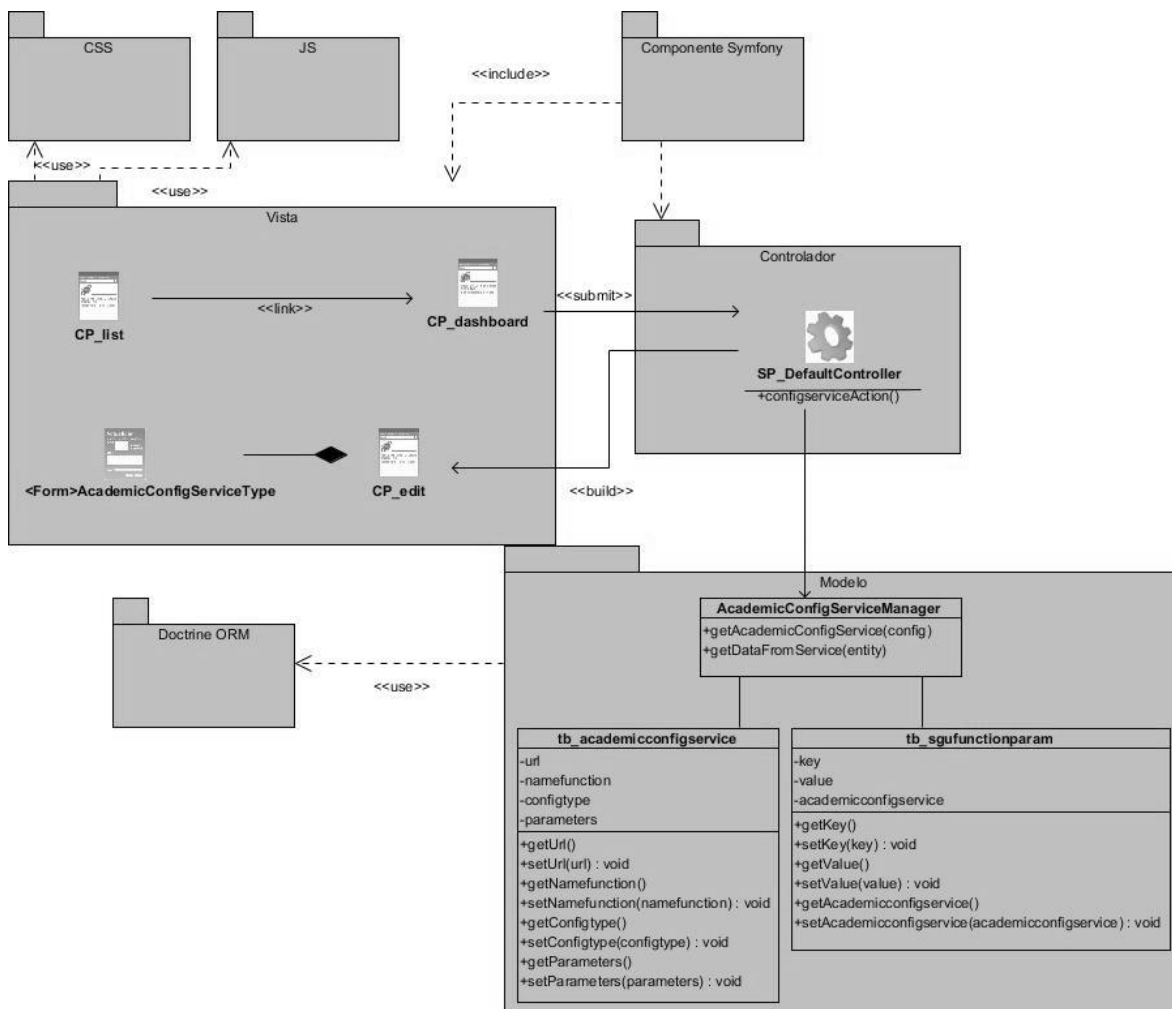 CSS
JS
Componente Symfony
<<include>>
<<use>>
<<use>>
Vista
Controlador
CP_list
<<link>>
CP_dashboard
<<submit>>
SP_DefaultController
+configserviceAction()
<Form>AcademicConfigServiceType
CP_edit
<<build>>
Modelo
Doctrine ORM
<<use>>
AcademicConfigServiceManager
+getAcademicConfigService(config)
+getDataFromService(entity)
tb_academicconfigservice
-url
-namefunction
-configtype
-parameters
+getUrl()
+setUrl(url) : void
+getNamefunction()
+setNamefunction(namefunction) : void
+getConfigtype()
+setConfigtype(configtype) : void
+getParameters()
+setParameters(parameters) : void
tb_sgufunctionparam
-key
-value
-academicconfigservice
+getKey()
+setKey(key) : void
+getValue()
+setValue(value) : void
+getAcademicconfigservice()
+setAcademicconfigservice(academicconfigservice) : void